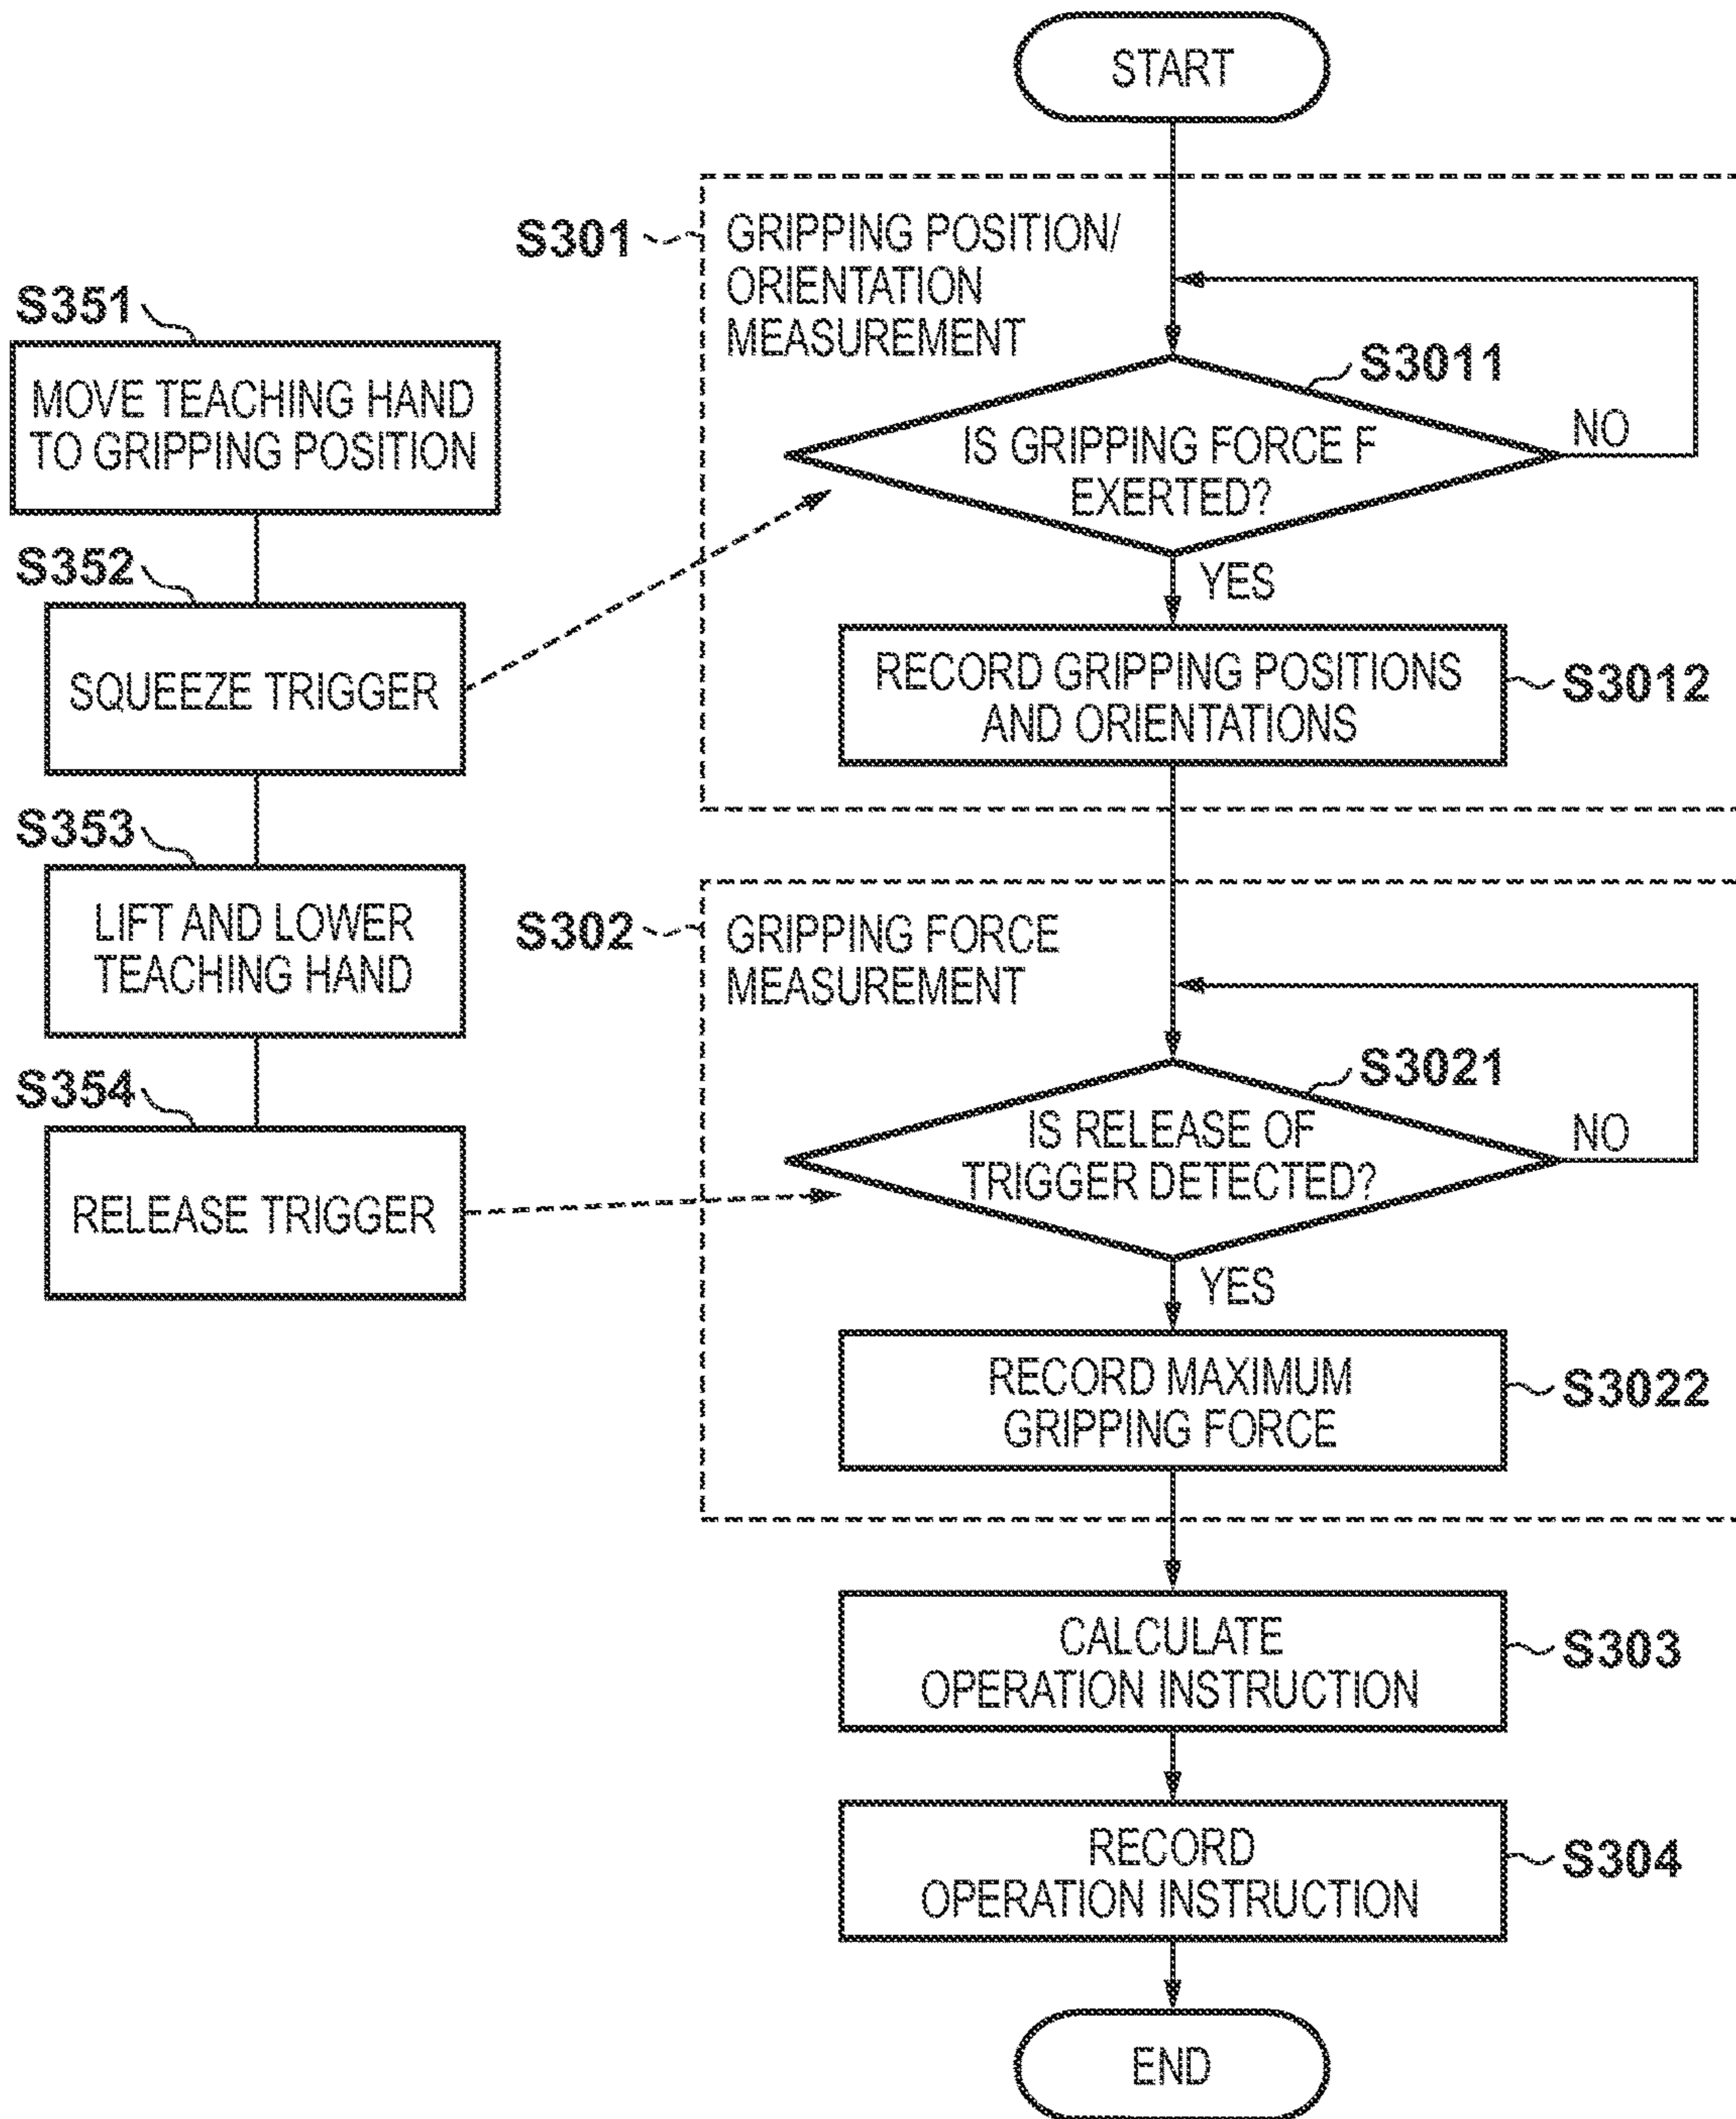 START
S301
GRIPPING POSITION/
ORIENTATION
MEASUREMENT
S351
MOVE TEACHING HAND
TO GRIPPING POSITION
S3011
IS GRIPPING FORCE F
EXERTED?
NO
YES
S352
SQUEEZE TRIGGER
RECORD GRIPPING POSITIONS
AND ORIENTATIONS
S3012
S353
LIFT AND LOWER
TEACHING HAND
S302
GRIPPING FORCE
MEASUREMENT
S354
RELEASE TRIGGER
S3021
IS RELEASE OF
TRIGGER DETECTED?
NO
YES
RECORD MAXIMUM
GRIPPING FORCE
S3022
CALCULATE
OPERATION INSTRUCTION
S303
RECORD
OPERATION INSTRUCTION
S304
END